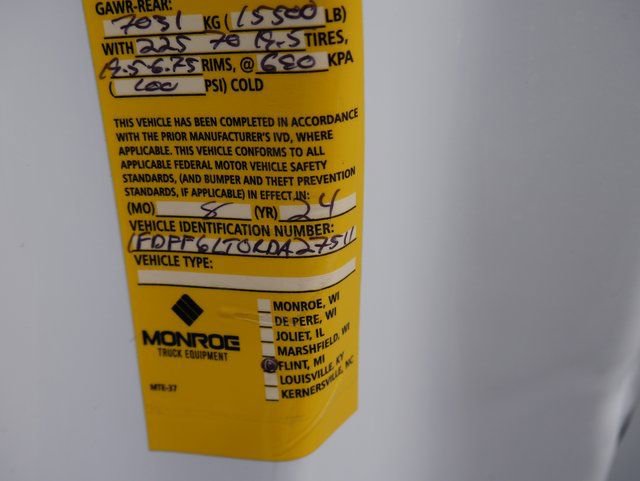 GAWR-REAR:
7031 KG (15500 LB)
WITH 225 70 19.5 TIRES,
19.5-6.75 RIMS, @ 680 KPA
(100 PSI) COLD
THIS VEHICLE HAS BEEN COMPLETED IN ACCORDANCE
WITH THE PRIOR MANUFACTURER'S IVD, WHERE
APPLICABLE. THIS VEHICLE CONFORMS TO ALL
APPLICABLE FEDERAL MOTOR VEHICLE SAFETY
STANDARDS, (AND BUMPER AND THEFT PREVENTION
STANDARDS, IF APPLICABLE) IN EFFECT IN:
(MO) 8 (YR) 24
VEHICLE IDENTIFICATION NUMBER:
1FDPF6LT0RDA27511
VEHICLE TYPE:
MONROE
TRUCK EQUIPMENT
MTE-37
MONROE, WI
DE PERE, WI
JOLIET, IL
MARSHFIELD, WI
FLINT, MI
LOUISVILLE, KY
KERNERSVILLE, NC